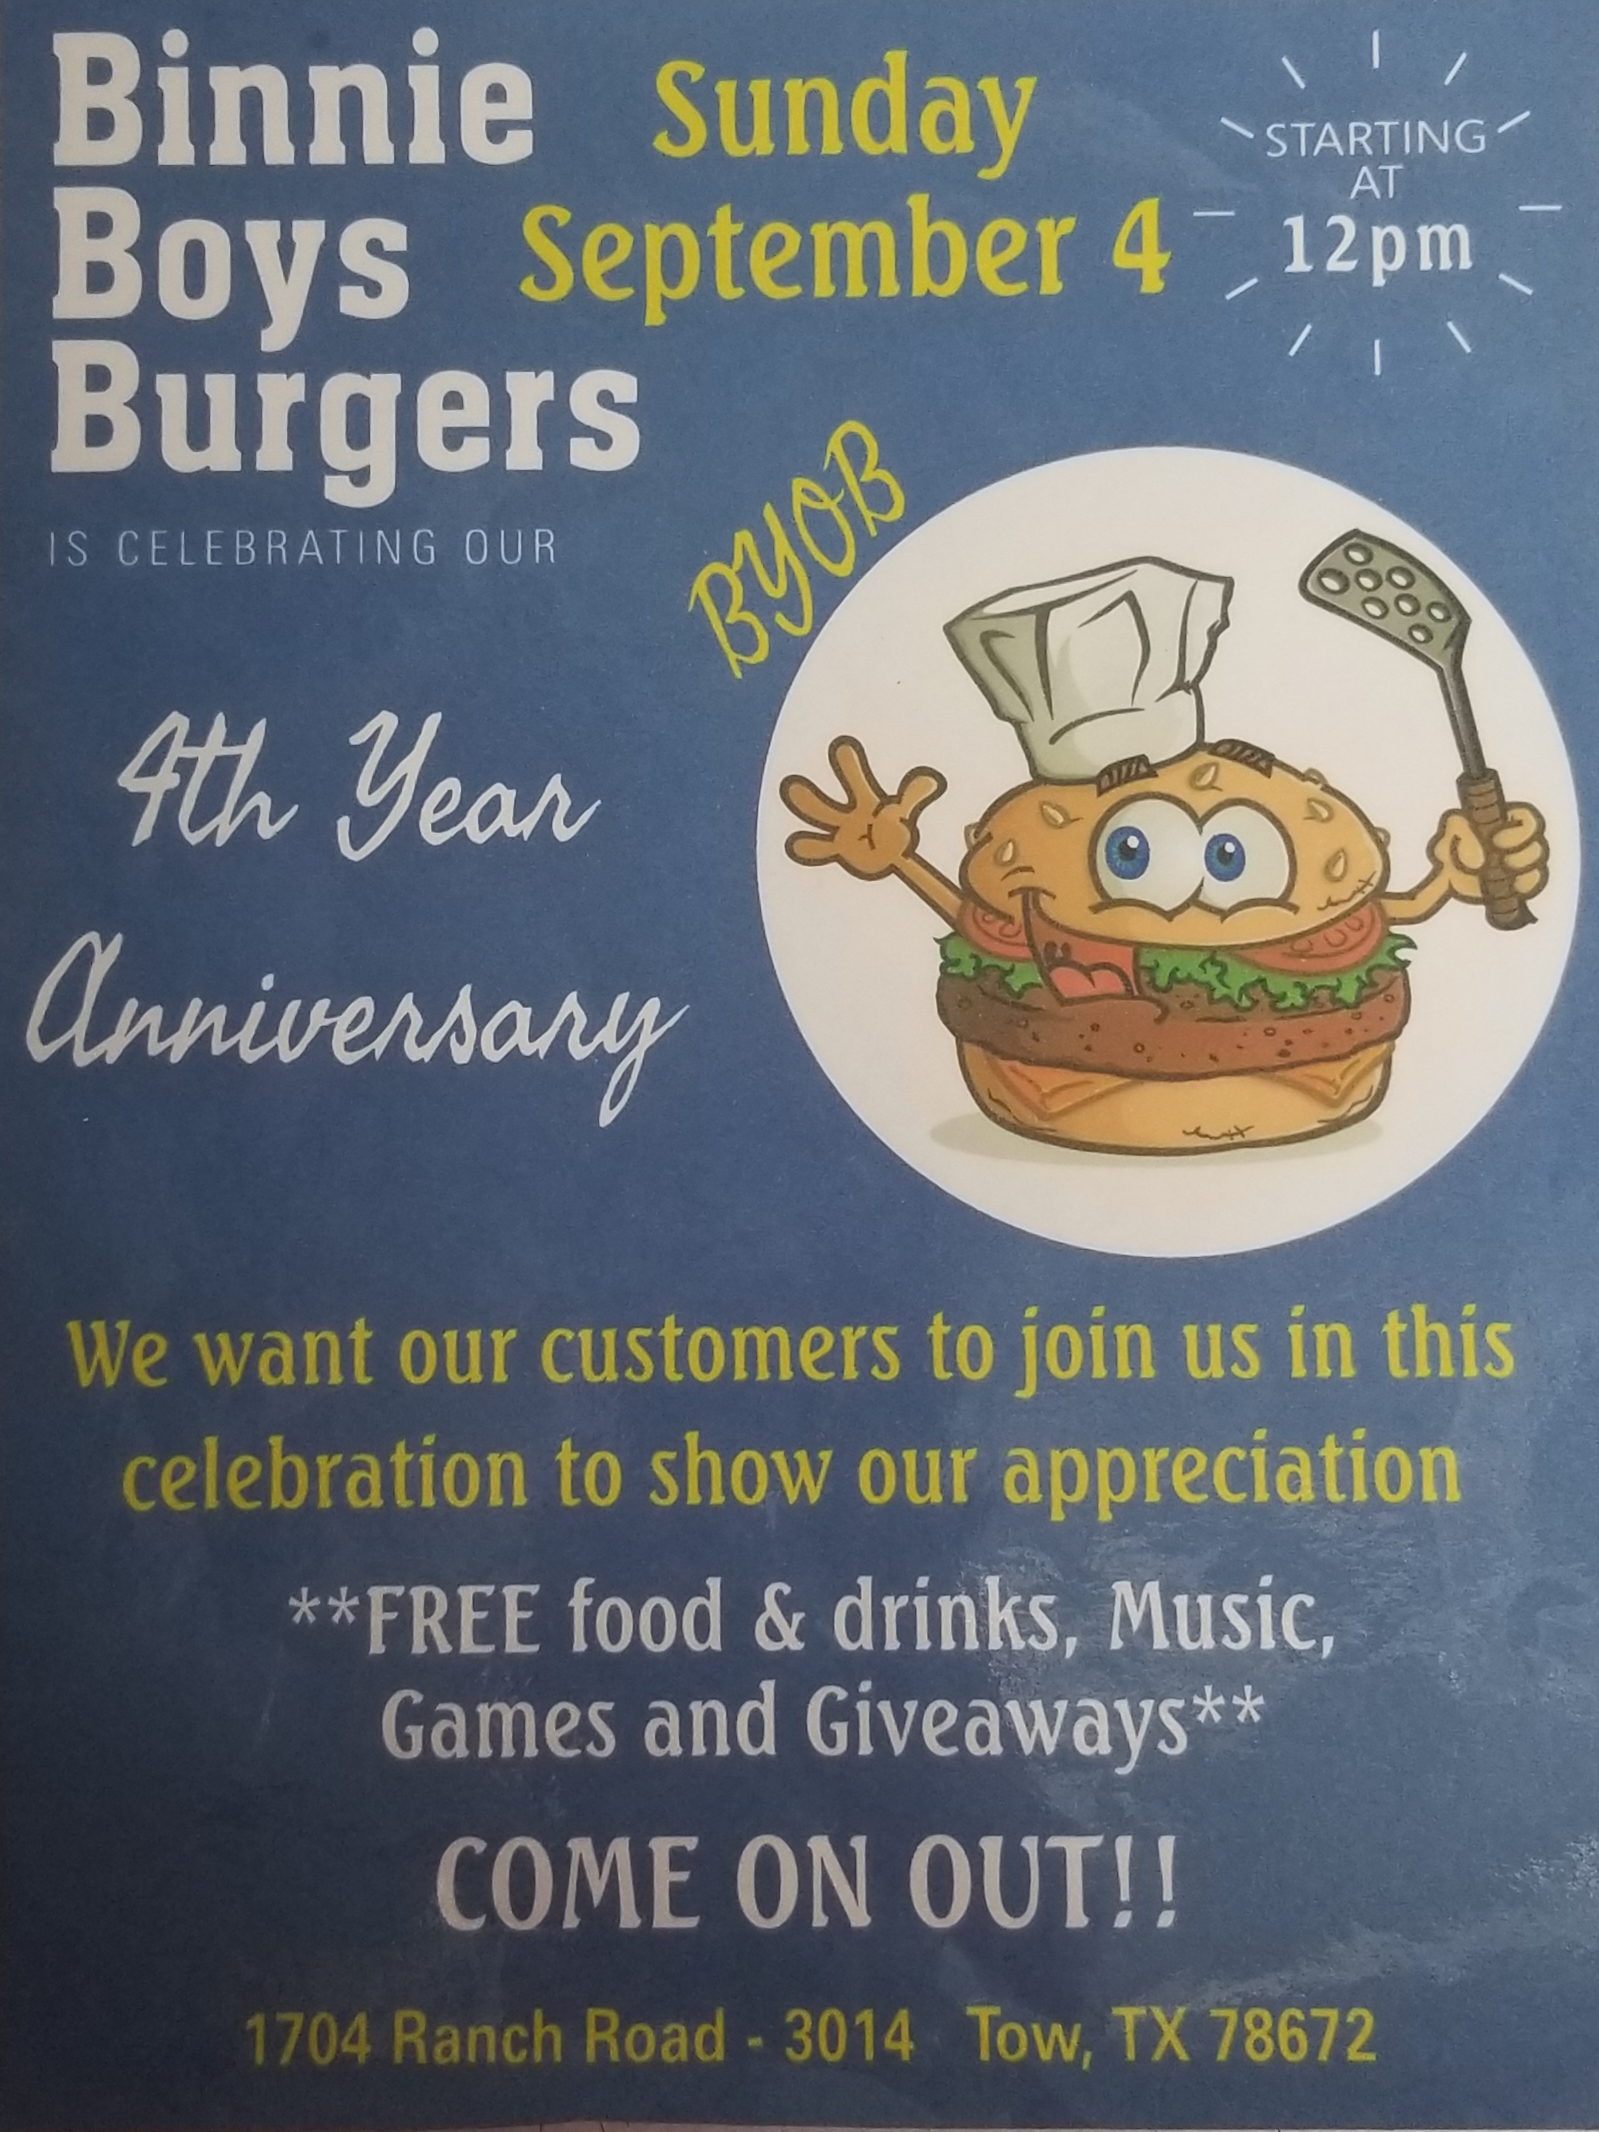 Binnie
Boys
Burgers
IS CELEBRATING OUR
Sunday
September 4
STARTING
AT
12pm
BYOB
4th Year
Anniversary
We want our customers to join us in this
celebration to show our appreciation
**FREE food & drinks, Music,
Games and Giveaways**
COME ON OUT!!
1704 Ranch Road - 3014 Tow, TX 78672